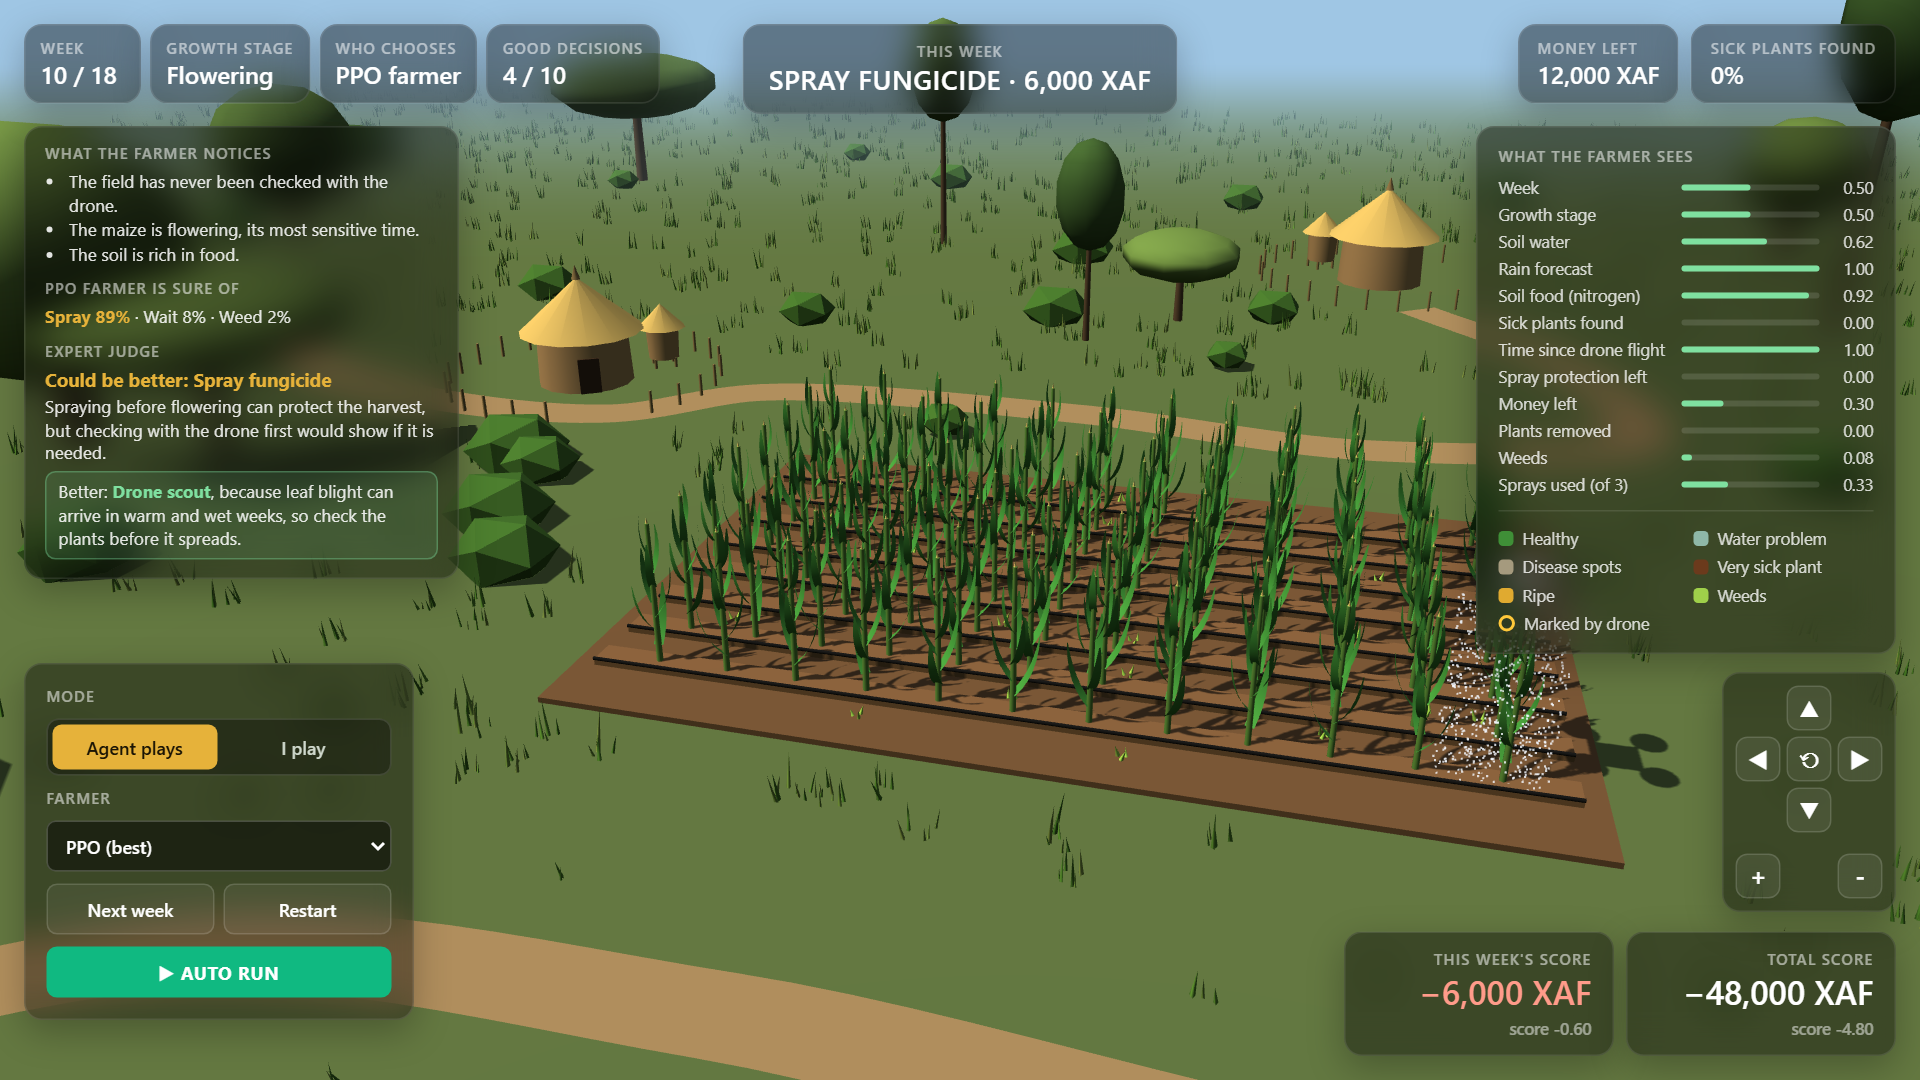 WEEK
10 / 18
GROWTH STAGE
Flowering
WHO CHOOSES
PPO farmer
GOOD DECISIONS
4 / 10
THIS WEEK
SPRAY FUNGICIDE · 6,000 XAF
MONEY LEFT
12,000 XAF
SICK PLANTS FOUND
0%
WHAT THE FARMER NOTICES
• The field has never been checked with the
drone.
• The maize is flowering, its most sensitive time.
• The soil is rich in food.
PPO FARMER IS SURE OF
Spray 89% · Wait 8% · Weed 2%
EXPERT JUDGE
Could be better: Spray fungicide
Spraying before flowering can protect the harvest,
but checking with the drone first would show if it is
needed.
Better: Drone scout, because leaf blight can
arrive in warm and wet weeks, so check the
plants before it spreads.
WHAT THE FARMER SEES
Week 0.50
Growth stage 0.50
Soil water 0.62
Rain forecast 1.00
Soil food (nitrogen) 0.92
Sick plants found 0.00
Time since drone flight 1.00
Spray protection left 0.00
Money left 0.30
Plants removed 0.00
Weeds 0.08
Sprays used (of 3) 0.33
Healthy
Water problem
Disease spots
Very sick plant
Ripe
Weeds
Marked by drone
MODE
Agent plays
I play
FARMER
PPO (best)
Next week
Restart
▶ AUTO RUN
+
-
THIS WEEK'S SCORE
−6,000 XAF
score -0.60
TOTAL SCORE
−48,000 XAF
score -4.80